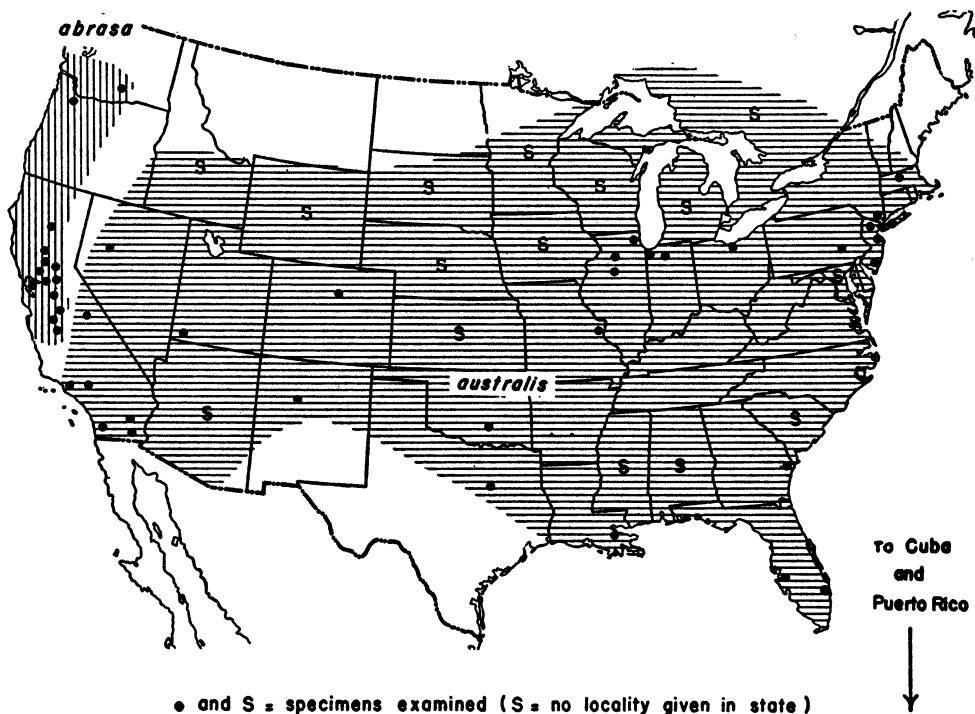 abrasa
S
S
S
S
S
S
S
S
S
S
australis
S
S
S
S
To Cuba
and
Puerto Rico
● and S = specimens examined (S = no locality given in state)